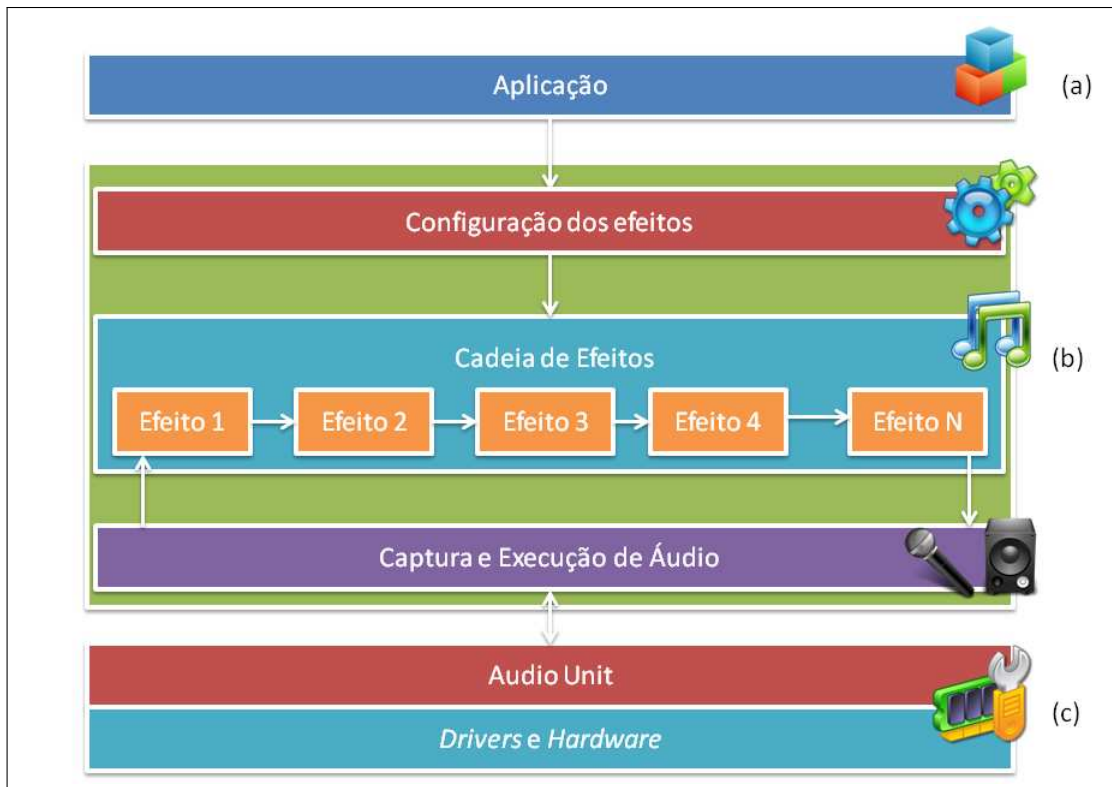 Aplicação
(a)
Configuração dos efeitos
Cadeia de Efeitos
(b)
Efeito 1
Efeito 2
Efeito 3
Efeito 4
Efeito N
Captura e Execução de Áudio
Audio Unit
(c)
Drivers e Hardware